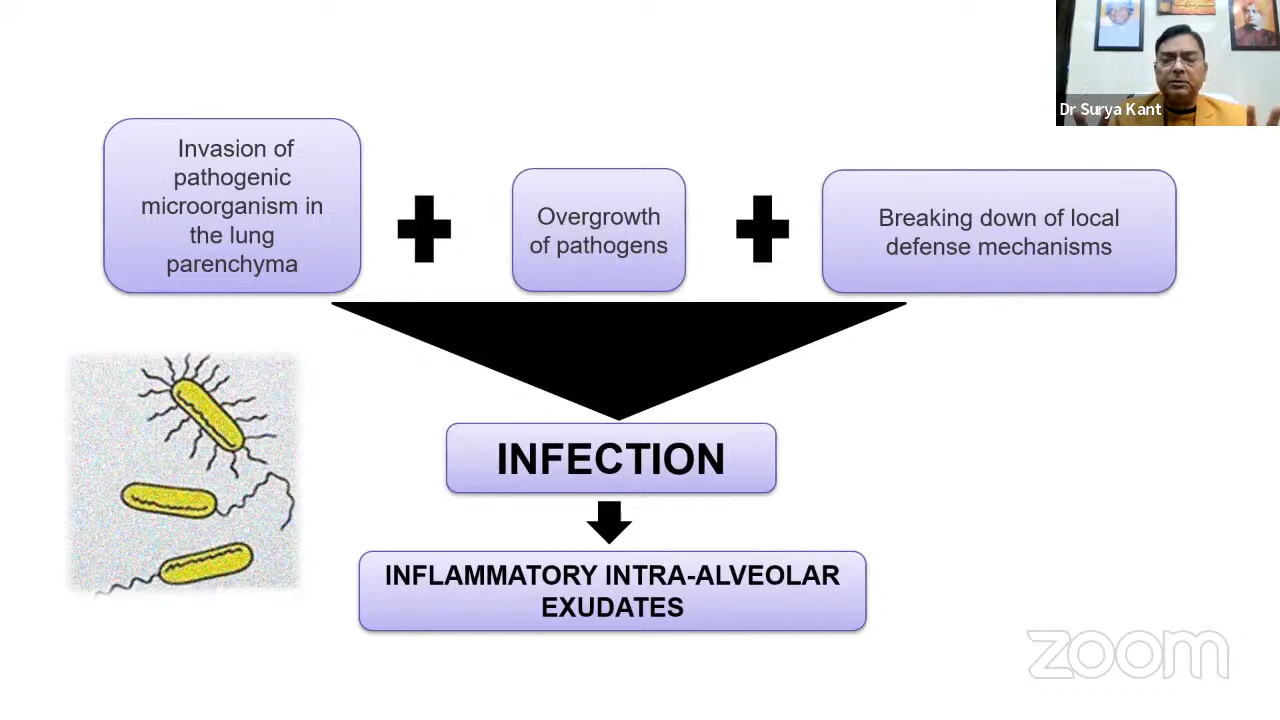 Dr Surya Kant
Invasion of
pathogenic
microorganism in
the lung
parenchyma
Overgrowth
of pathogens
Breaking down of local
defense mechanisms
INFECTION
INFLAMMATORY INTRA-ALVEOLAR
EXUDATES
zoom